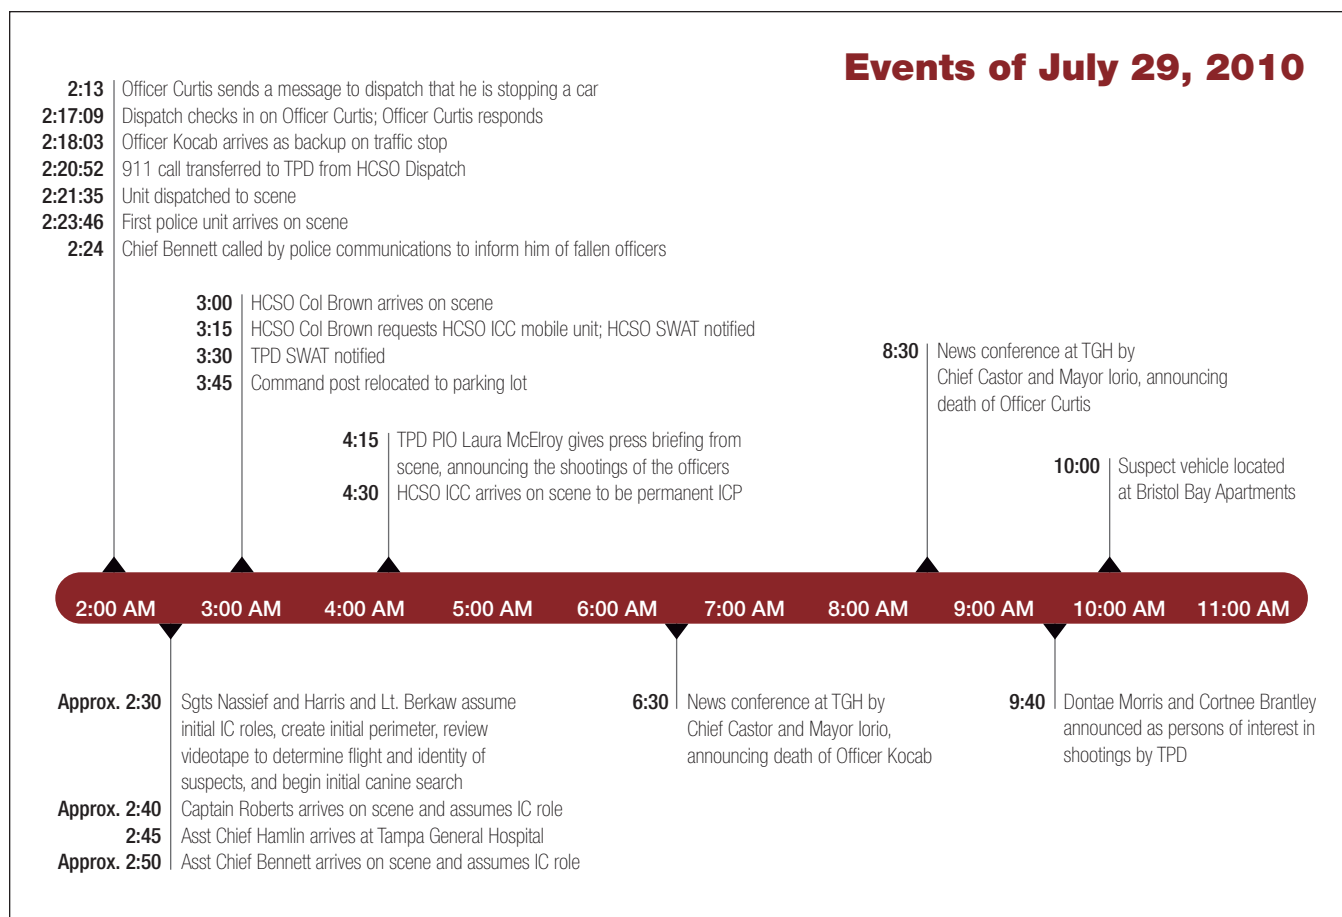 Events of July 29, 2010
2:13 Officer Curtis sends a message to dispatch that he is stopping a car
2:17:09 Dispatch checks in on Officer Curtis; Officer Curtis responds
2:18:03 Officer Kocab arrives as backup on traffic stop
2:20:52 911 call transferred to TPD from HCSO Dispatch
2:21:35 Unit dispatched to scene
2:23:46 First police unit arrives on scene
2:24 Chief Bennett called by police communications to inform him of fallen officers
3:00 HCSO Col Brown arrives on scene
3:15 HCSO Col Brown requests HCSO ICC mobile unit; HCSO SWAT notified
3:30 TPD SWAT notified
3:45 Command post relocated to parking lot
4:15 TPD PIO Laura McElroy gives press briefing from
scene, announcing the shootings of the officers
4:30 HCSO ICC arrives on scene to be permanent ICP
8:30 News conference at TGH by
Chief Castor and Mayor Iorio, announcing
death of Officer Curtis
10:00 Suspect vehicle located
at Bristol Bay Apartments
2:00 AM 3:00 AM 4:00 AM 5:00 AM 6:00 AM 7:00 AM 8:00 AM 9:00 AM 10:00 AM 11:00 AM
Approx. 2:30 Sgts Nassief and Harris and Lt. Berkaw assume
initial IC roles, create initial perimeter, review
videotape to determine flight and identity of
suspects, and begin initial canine search
Approx. 2:40 Captain Roberts arrives on scene and assumes IC role
2:45 Asst Chief Hamlin arrives at Tampa General Hospital
Approx. 2:50 Asst Chief Bennett arrives on scene and assumes IC role
6:30 News conference at TGH by
Chief Castor and Mayor Iorio,
announcing death of Officer Kocab
9:40 Dontae Morris and Cortnee Brantley
announced as persons of interest in
shootings by TPD